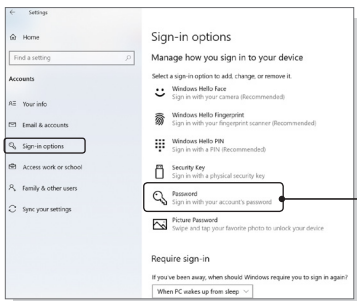 Settings
Home
Find a setting
Accounts
Your info
Email & accounts
Sign-in options
Access work or school
Family & other users
Sync your settings
Sign-in options
Manage how you sign in to your device
Select a sign-in option to add, change, or remove it.
Windows Hello Face
Sign in with your camera (Recommended)
Windows Hello Fingerprint
Sign in with your fingerprint scanner (Recommended)
Windows Hello PIN
Sign in with a PIN (Recommended)
Security Key
Sign in with a physical security key
Password
Sign in with your account's password
Picture Password
Swipe and tap your favorite photo to unlock your device
Require sign-in
If you've been away, when should Windows require you to sign in again?
When PC wakes up from sleep